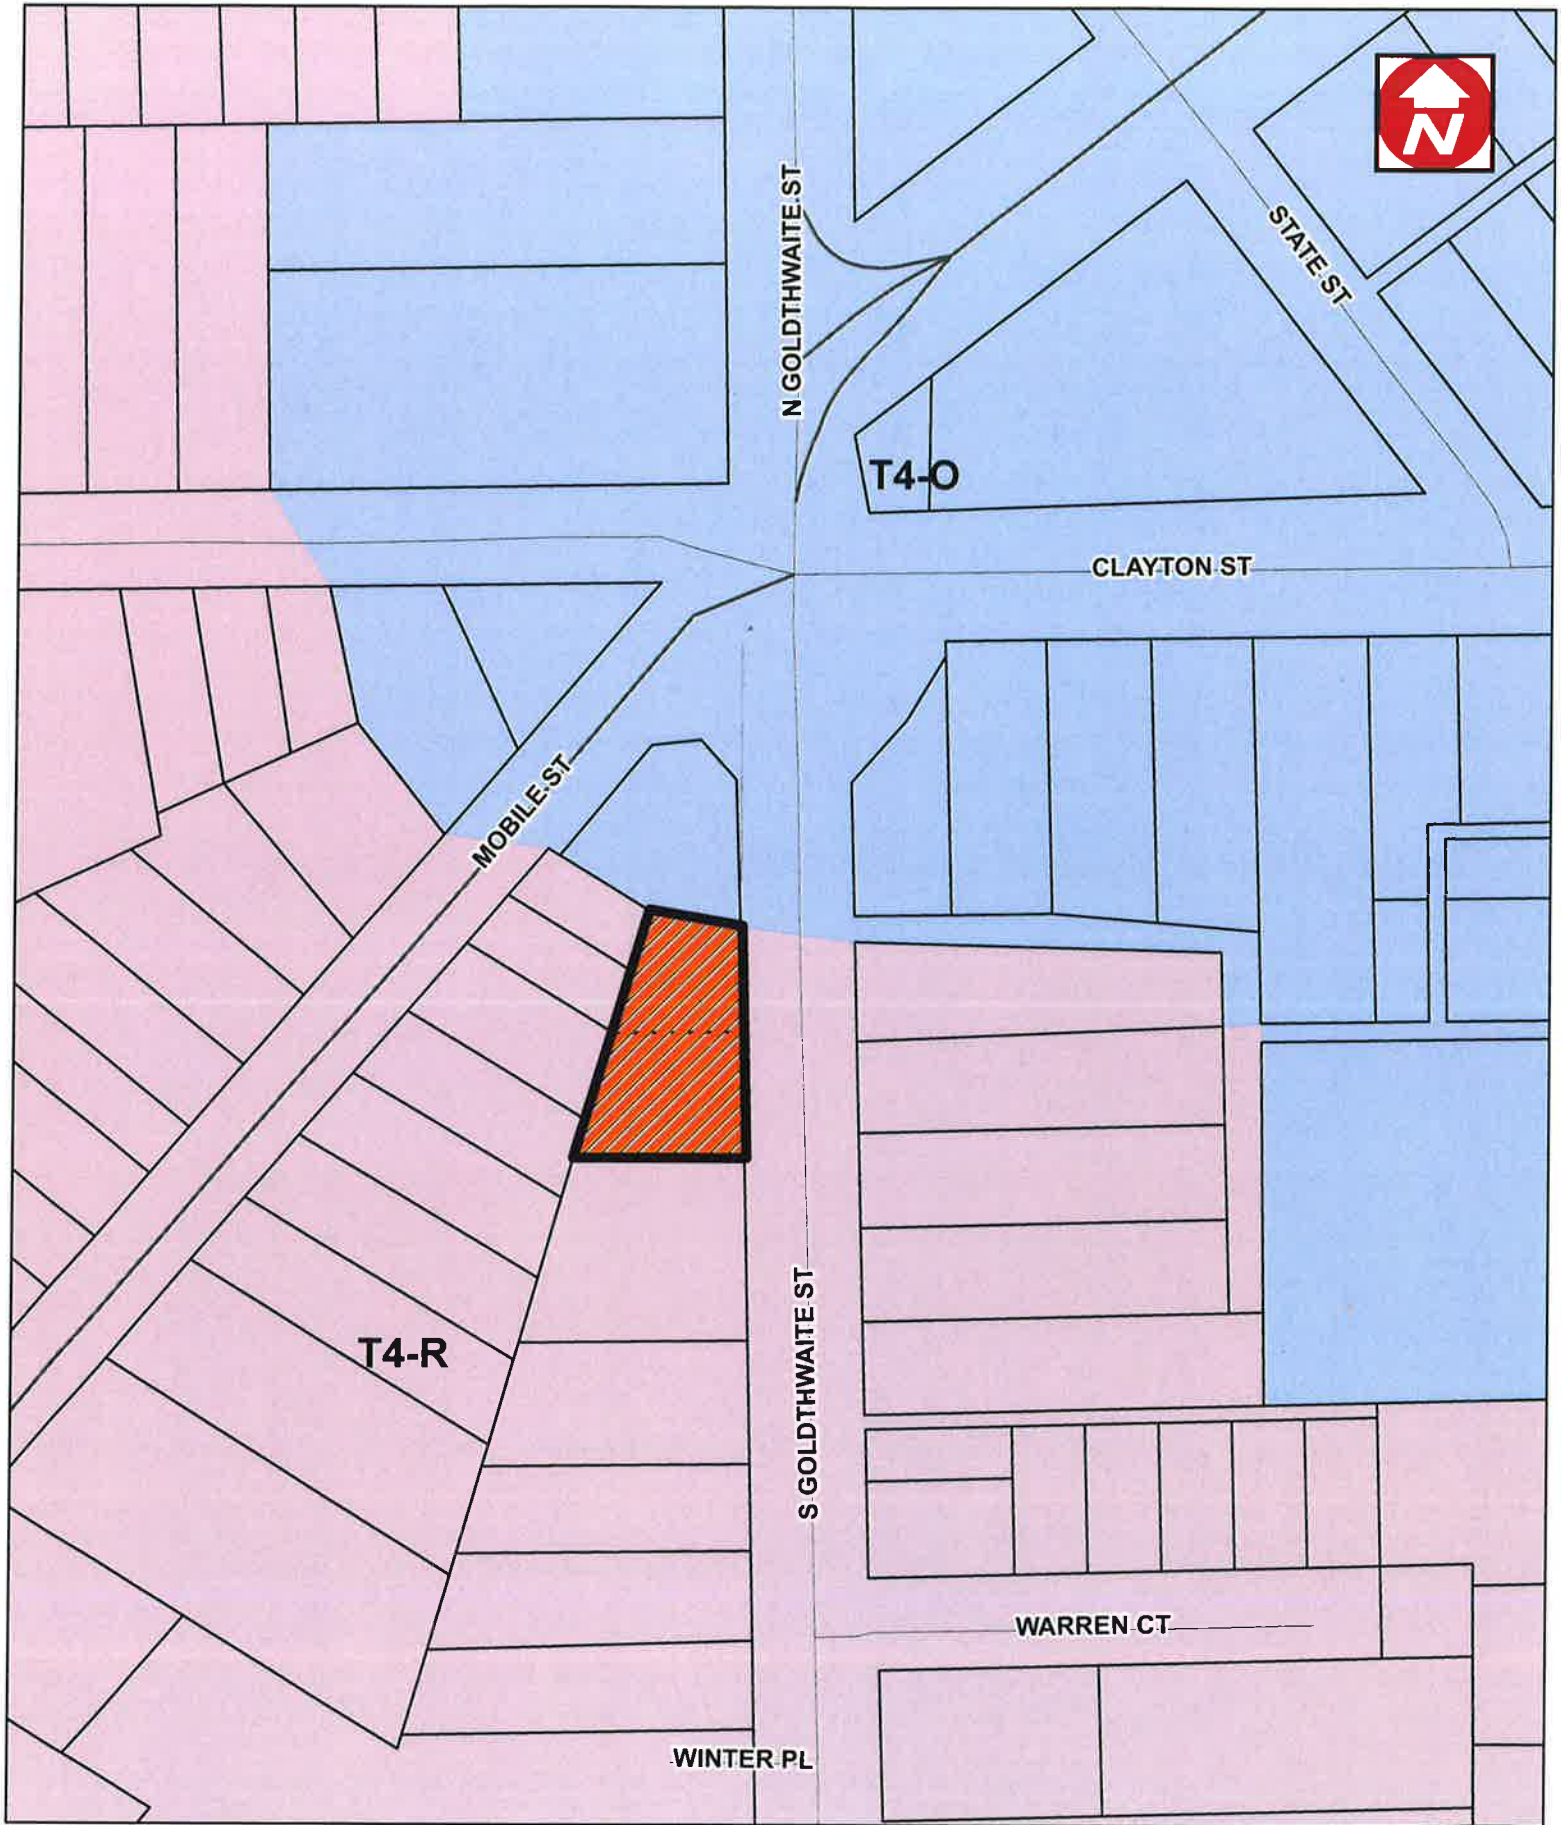 N
N GOLDTHWAITE ST
STATE ST
T4-O
CLAYTON ST
MOBILE ST
S GOLDTHWAITE ST
T4-R
WARREN CT
WINTER PL